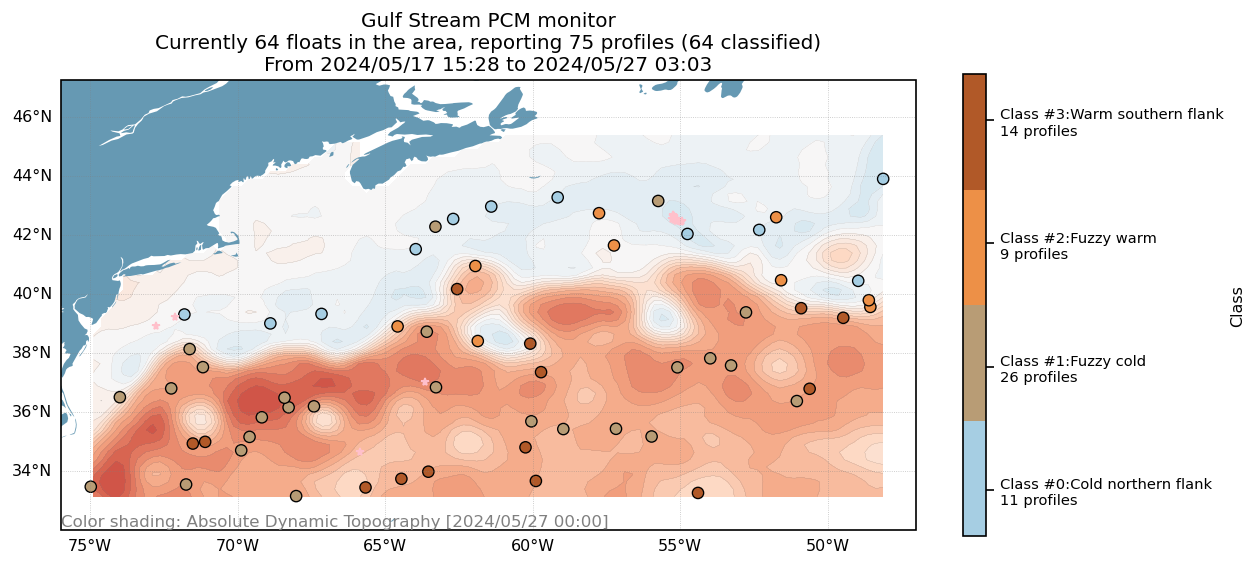 Gulf Stream PCM monitor
Currently 64 floats in the area, reporting 75 profiles (64 classified)
From 2024/05/17 15:28 to 2024/05/27 03:03
46°N
44°N
42°N
40°N
38°N
36°N
34°N
Color shading: Absolute Dynamic Topography [2024/05/27 00:00]
75°W
70°W
65°W
60°W
55°W
50°W
Class #3:Warm southern flank
14 profiles
Class #2:Fuzzy warm
9 profiles
Class #1:Fuzzy cold
26 profiles
Class #0:Cold northern flank
11 profiles
Class